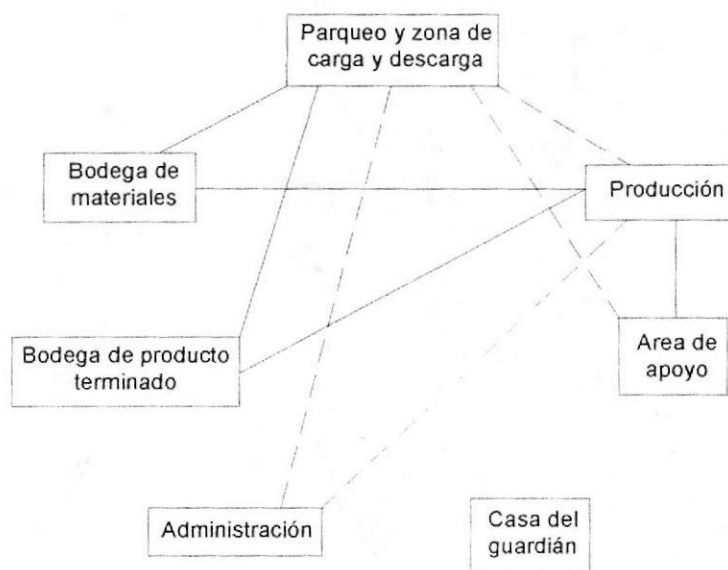 Parqueo y zona de
carga y descarga
Bodega de
materiales
Producción
Bodega de producto
terminado
Area de
apoyo
Administración
Casa del
guardián